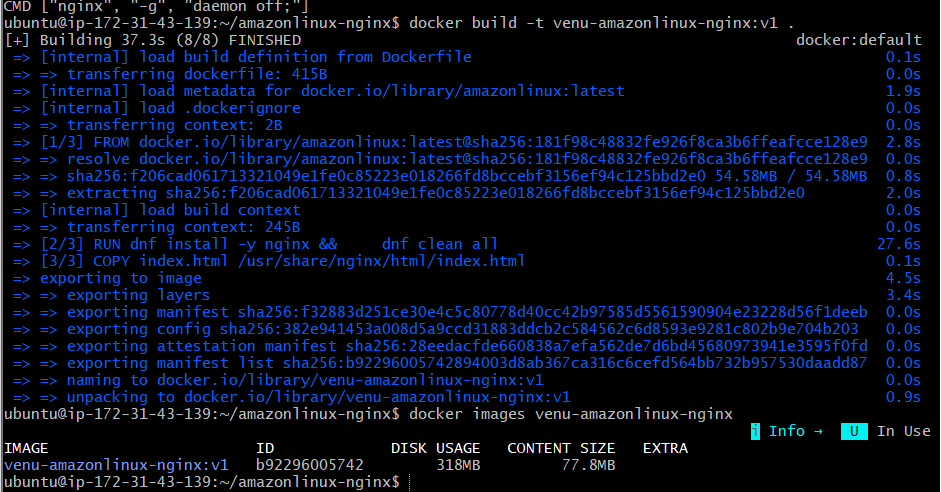 CMD ["nginx", "-g", "daemon off;"]
ubuntu@ip-172-31-43-139:~/amazonlinux-nginx$ docker build -t venu-amazonlinux-nginx:v1 .
[+] Building 37.3s (8/8) FINISHED docker:default
=> [internal] load build definition from Dockerfile 0.1s
=> => transferring dockerfile: 415B 0.0s
=> [internal] load metadata for docker.io/library/amazonlinux:latest 1.9s
=> [internal] load .dockerignore 0.0s
=> => transferring context: 2B 0.0s
=> [1/3] FROM docker.io/library/amazonlinux:latest@sha256:181f98c48832fe926f8ca3b6ffeafcce128e9 2.8s
=> => resolve docker.io/library/amazonlinux:latest@sha256:181f98c48832fe926f8ca3b6ffeafcce128e9 0.0s
=> => sha256:f206cad061713321049e1fe0c85223e018266fd8bccebf3156ef94c125bbd2e0 54.58MB / 54.58MB 0.8s
=> => extracting sha256:f206cad061713321049e1fe0c85223e018266fd8bccebf3156ef94c125bbd2e0 2.0s
=> [internal] load build context 0.0s
=> => transferring context: 245B 0.0s
=> [2/3] RUN dnf install -y nginx && dnf clean all 27.6s
=> [3/3] COPY index.html /usr/share/nginx/html/index.html 0.1s
=> exporting to image 4.5s
=> => exporting layers 3.4s
=> => exporting manifest sha256:f32883d251ce30e4c5c80778d40cc42b97585d5561590904e23228d56f1deeb 0.0s
=> => exporting config sha256:382e941453a008d5a9ccd31883ddcb2c584562c6d8593e9281c802b9e704b203 0.0s
=> => exporting attestation manifest sha256:28eedacfde660838a7efa562de7d6bd45680973941e3595f0fd 0.0s
=> => exporting manifest list sha256:b92296005742894003d8ab367ca316c6cefd564bb732b957530daadd87 0.0s
=> => naming to docker.io/library/venu-amazonlinux-nginx:v1 0.0s
=> => unpacking to docker.io/library/venu-amazonlinux-nginx:v1 0.9s
ubuntu@ip-172-31-43-139:~/amazonlinux-nginx$ docker images venu-amazonlinux-nginx
i Info → U In Use
IMAGE ID DISK USAGE CONTENT SIZE EXTRA
venu-amazonlinux-nginx:v1 b92296005742 318MB 77.8MB
ubuntu@ip-172-31-43-139:~/amazonlinux-nginx$